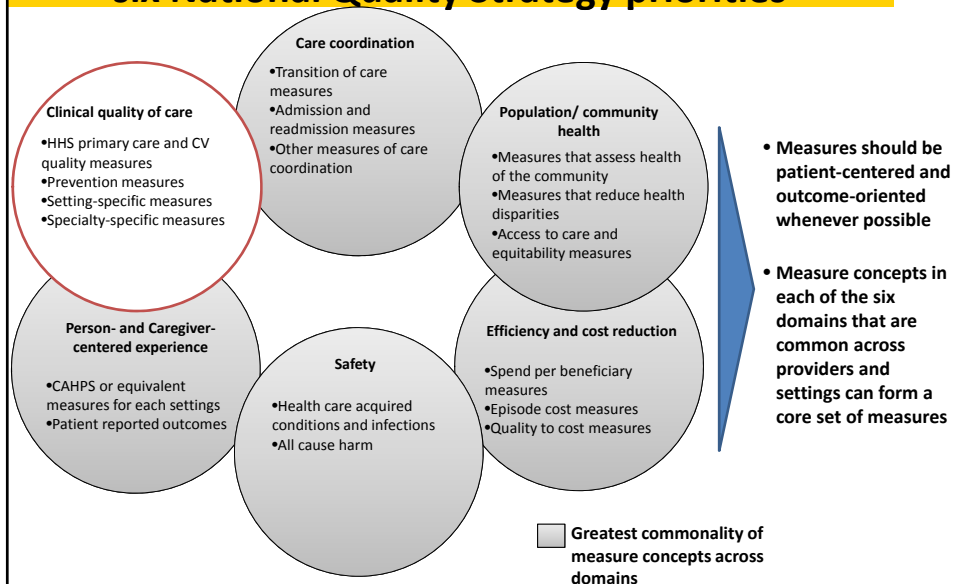 six National Quality Strategy priorities
Care coordination
•Transition of care
measures
•Admission and
readmission measures
•Other measures of care
coordination
Clinical quality of care
•HHS primary care and CV
quality measures
•Prevention measures
•Setting-specific measures
•Specialty-specific measures
Population/ community
health
•Measures that assess health
of the community
•Measures that reduce health
disparities
•Access to care and
equitability measures
Person- and Caregiver-
centered experience
•CAHPS or equivalent
measures for each settings
•Patient reported outcomes
Safety
•Health care acquired
conditions and infections
•All cause harm
Efficiency and cost reduction
•Spend per beneficiary
measures
•Episode cost measures
•Quality to cost measures
• Measures should be
patient-centered and
outcome-oriented
whenever possible
• Measure concepts in
each of the six
domains that are
common across
providers and
settings can form a
core set of measures
Greatest commonality of
measure concepts across
domains